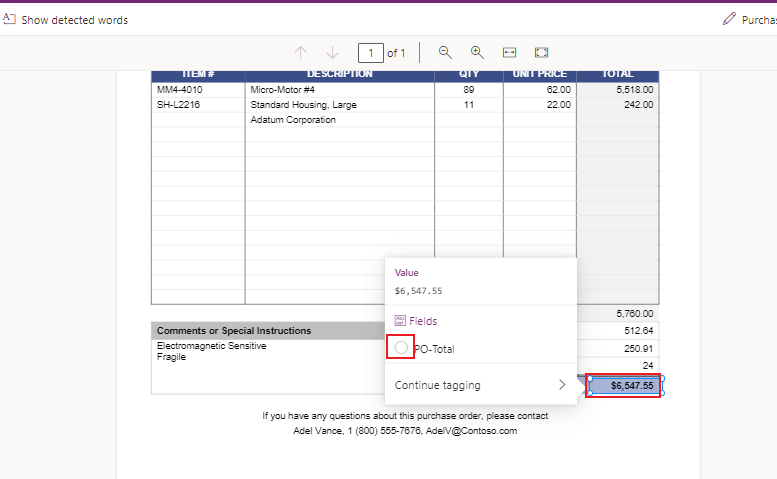 Show detected words
Purchas
1 of 1
ITEM # DESCRIPTION QTY UNIT PRICE TOTAL
MM4-4010 Micro-Motor #4 89 62.00 5,518.00
SH-L2216 Standard Housing, Large 11 22.00 242.00
Adatum Corporation
Value
$6,547.55
Fields
PO-Total
Continue tagging
5,760.00
Comments or Special Instructions 512.64
Electromagnetic Sensitive 250.91
Fragile
24
$6,547.55
If you have any questions about this purchase order, please contact
Adel Vance, 1 (800) 555-7676, AdelV@Contoso.com